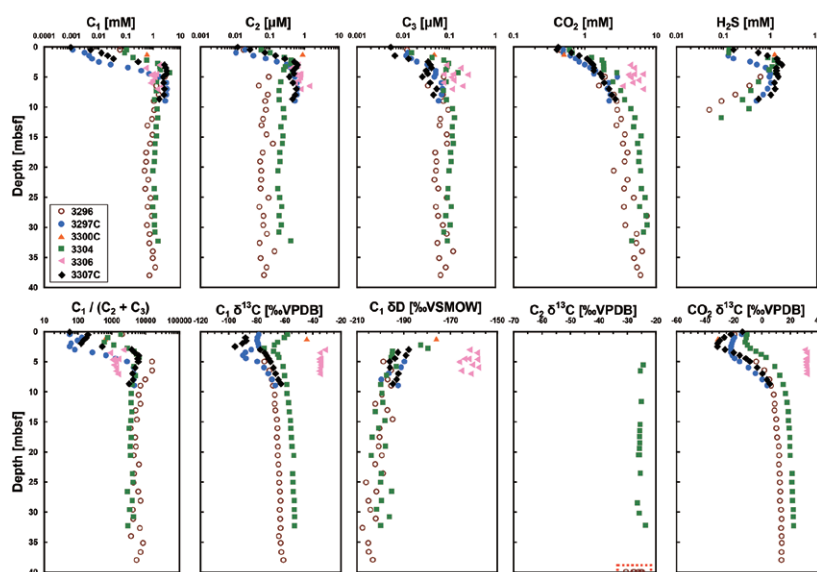 C1 [mM]
C2 [µM]
C3 [µM]
CO2 [mM]
H2S [mM]
0.0001 0.001 0.01 0.1 1 10
0.001 0.01 0.1 1 10
0.001 0.01 0.1 1 10
0.1 1 10
0.01 0.1 1 10
Depth [mbsf]
0
5
10
15
20
25
30
35
40
3296
3297C
3300C
3304
3306
3307C
C1 / (C2 + C3)
C1 δ13C [‰VPDB]
C1 δD [‰VSMOW]
C2 δ13C [‰VPDB]
CO2 δ13C [‰VPDB]
10 100 1000 10000 100000
-120 -100 -80 -60 -40 -20
-210 -190 -170 -150
-70 -60 -50 -40 -30 -20
-60 -30 0 30
Depth [mbsf]
0
5
10
15
20
25
30
35
40